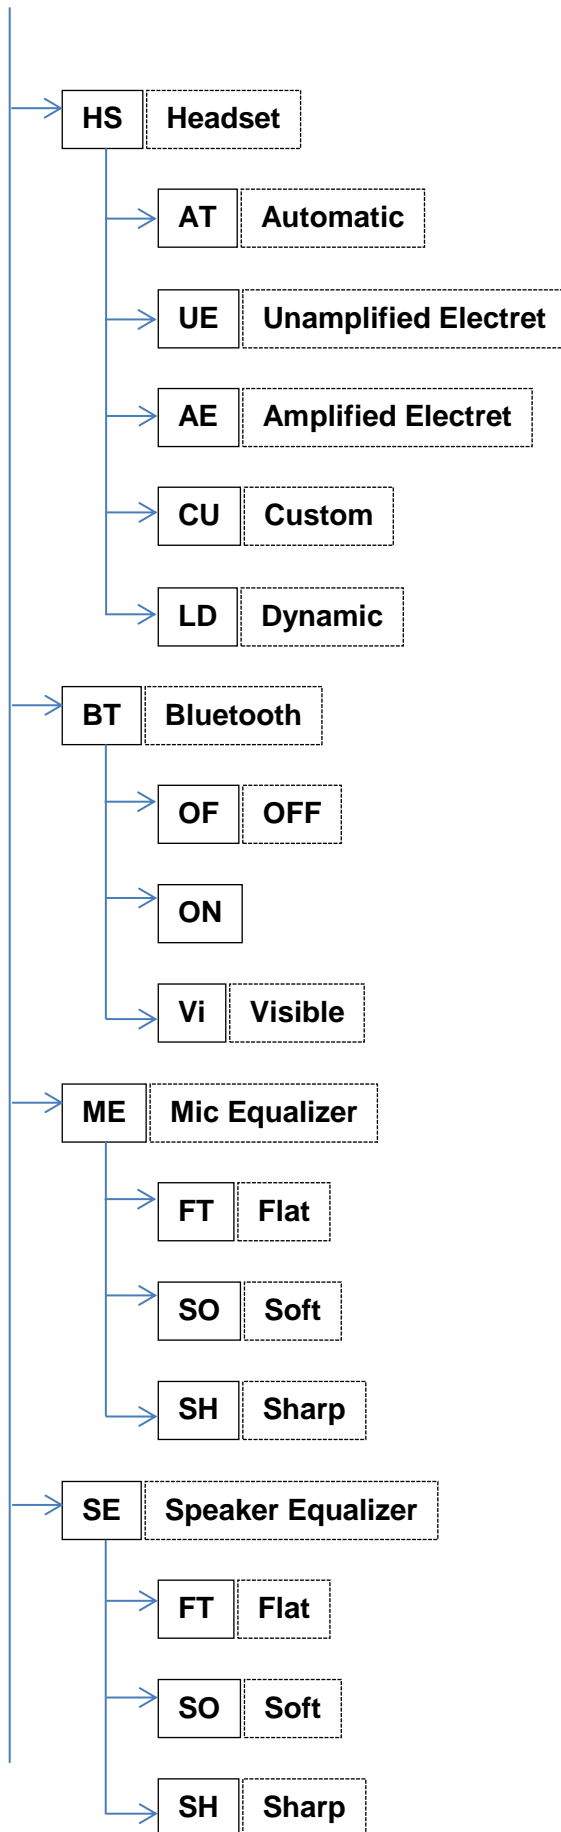 HS Headset
AT Automatic
UE Unamplified Electret
AE Amplified Electret
CU Custom
LD Dynamic
BT Bluetooth
OF OFF
ON
Vi Visible
ME Mic Equalizer
FT Flat
SO Soft
SH Sharp
SE Speaker Equalizer
FT Flat
SO Soft
SH Sharp